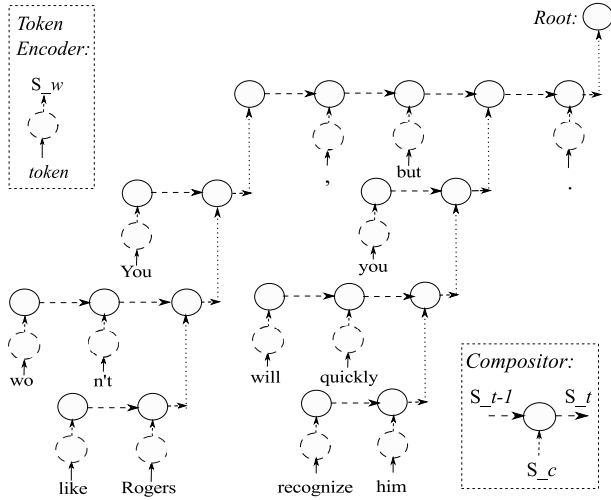 Token
Encoder:
S_w
token
Root:
,
but
.
You
you
wo
n't
will
quickly
like
Rogers
recognize
him
Compositor:
S_t-1
S_t
S_c